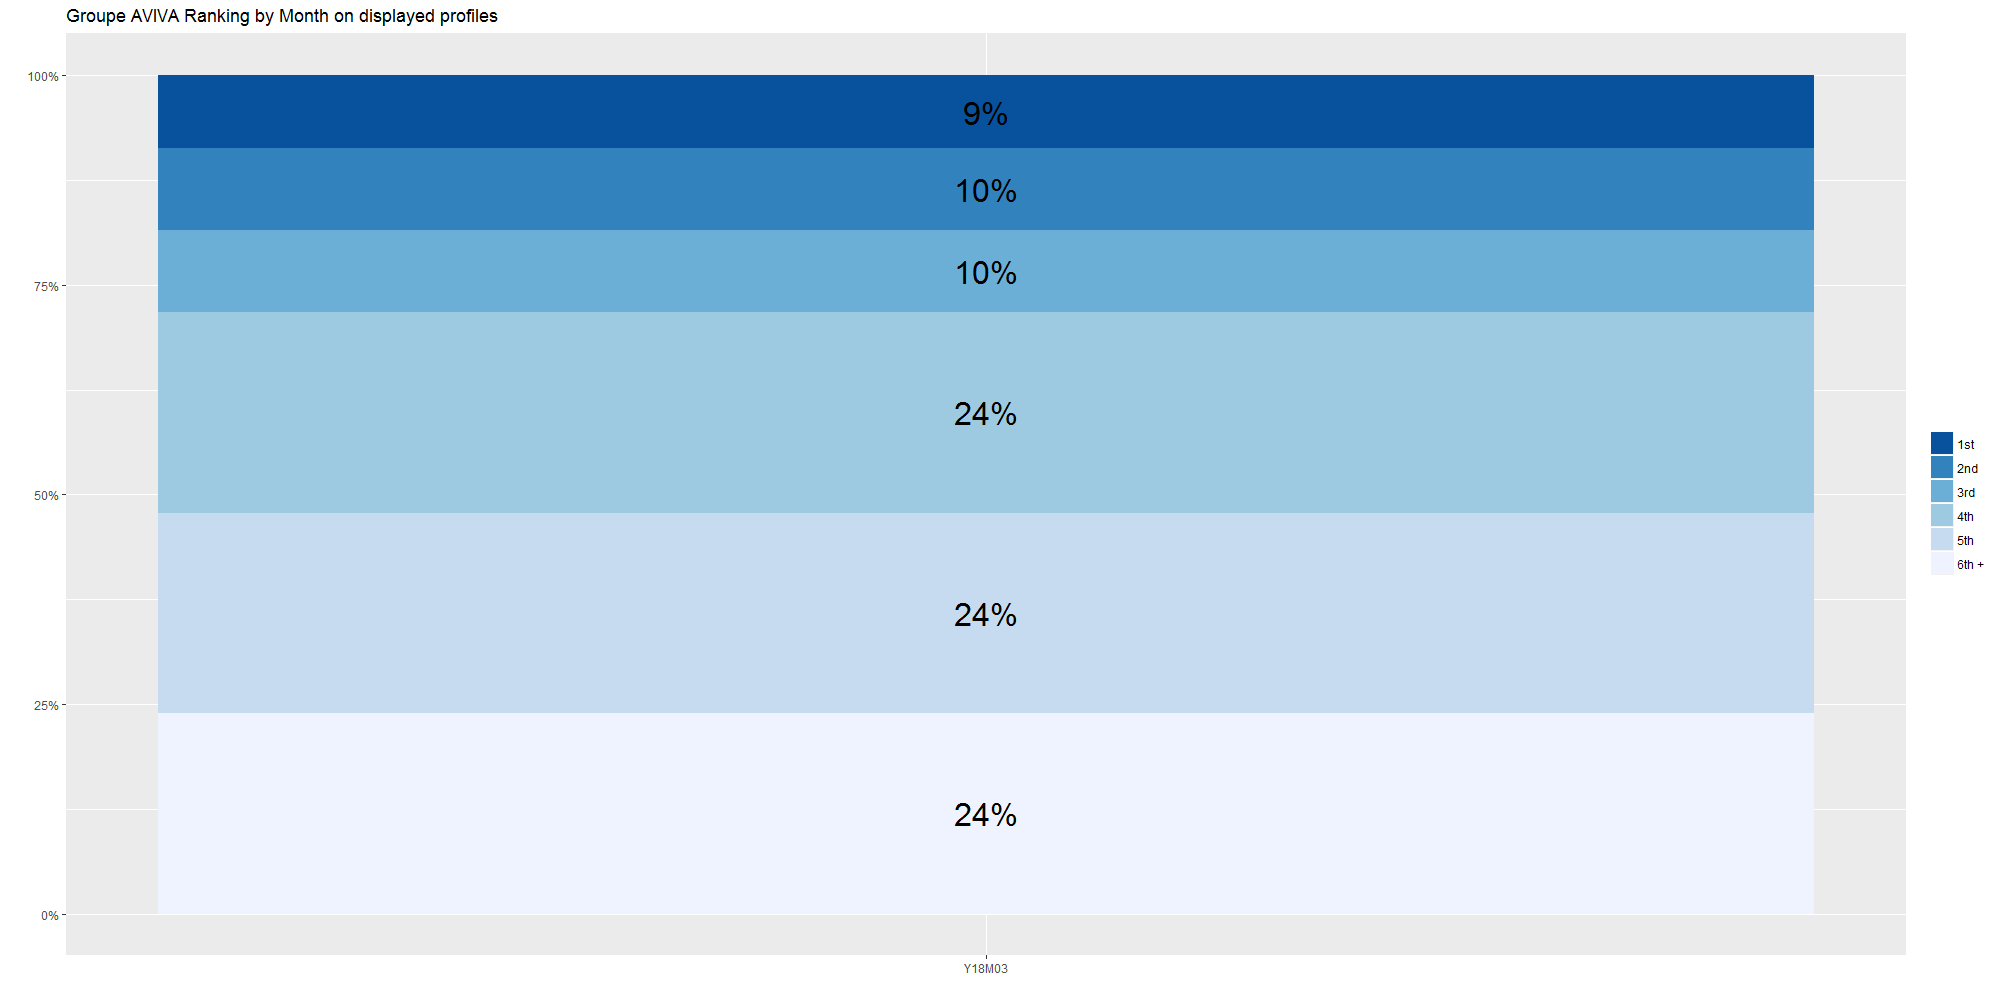 Groupe AVIVA Ranking by Month on displayed profiles
100%
75%
50%
25%
0%
9%
10%
10%
24%
24%
24%
Y18M03
1st
2nd
3rd
4th
5th
6th +